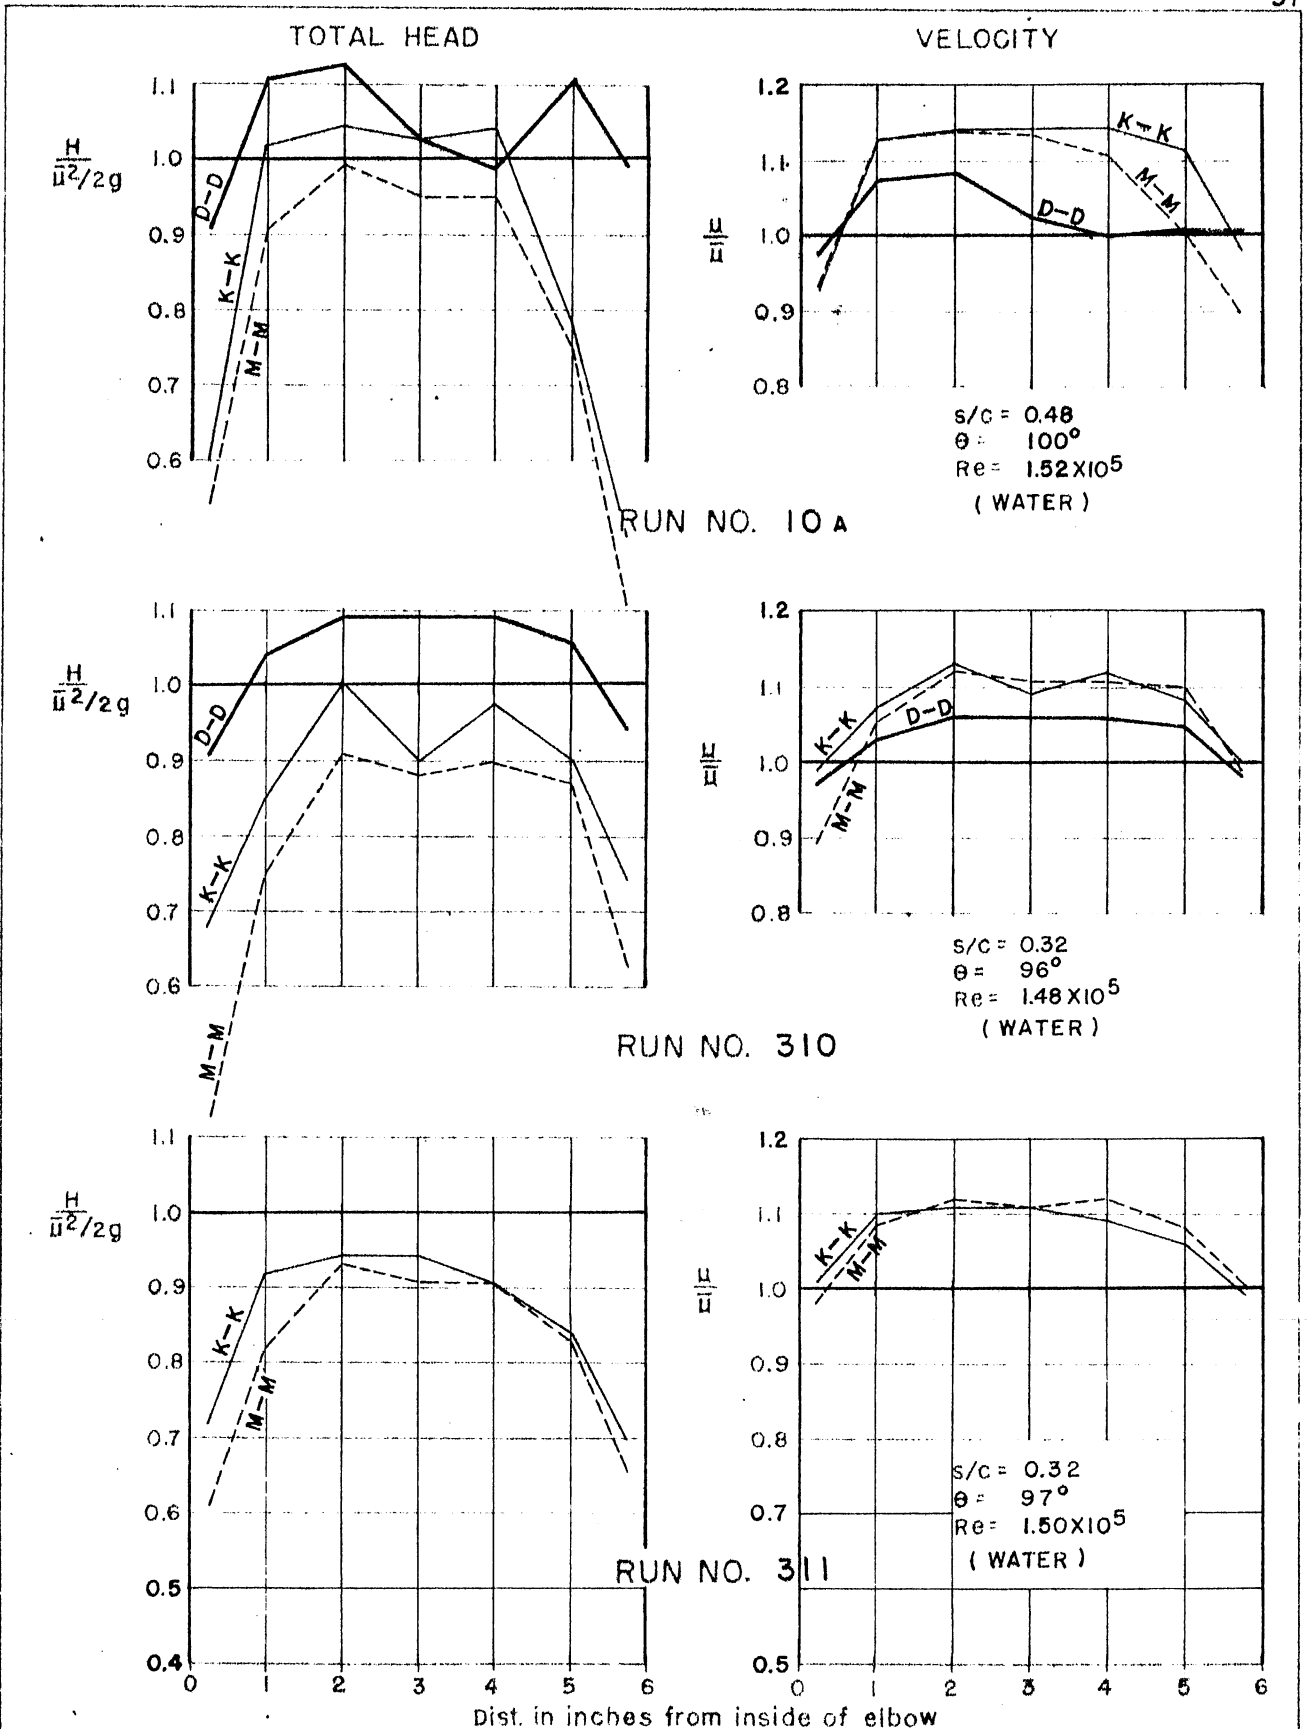 TOTAL HEAD
VELOCITY
1.1
1.0
0.9
0.8
0.7
0.6
H
ū²/2g
D-D
K-K
M-M
1.2
1.1
1.0
0.9
0.8
u
ū
K-K
M-M
D-D
s/c = 0.48
θ = 100°
Re = 1.52X10⁵
(WATER)
RUN NO. 10A
1.1
1.0
0.9
0.8
0.7
0.6
H
ū²/2g
D-D
K-K
M-M
1.2
1.1
1.0
0.9
0.8
u
ū
K-K
D-D
M-M
s/c = 0.32
θ = 96°
Re = 1.48X10⁵
(WATER)
RUN NO. 310
1.1
1.0
0.9
0.8
0.7
0.6
0.5
0.4
H
ū²/2g
K-K
M-M
1.2
1.1
1.0
0.9
0.8
0.7
0.5
u
ū
K-K
M-M
s/c = 0.32
θ = 97°
Re = 1.50X10⁵
(WATER)
RUN NO. 311
0 1 2 3 4 5 6
0 1 2 3 4 5 6
Dist. in inches from inside of elbow